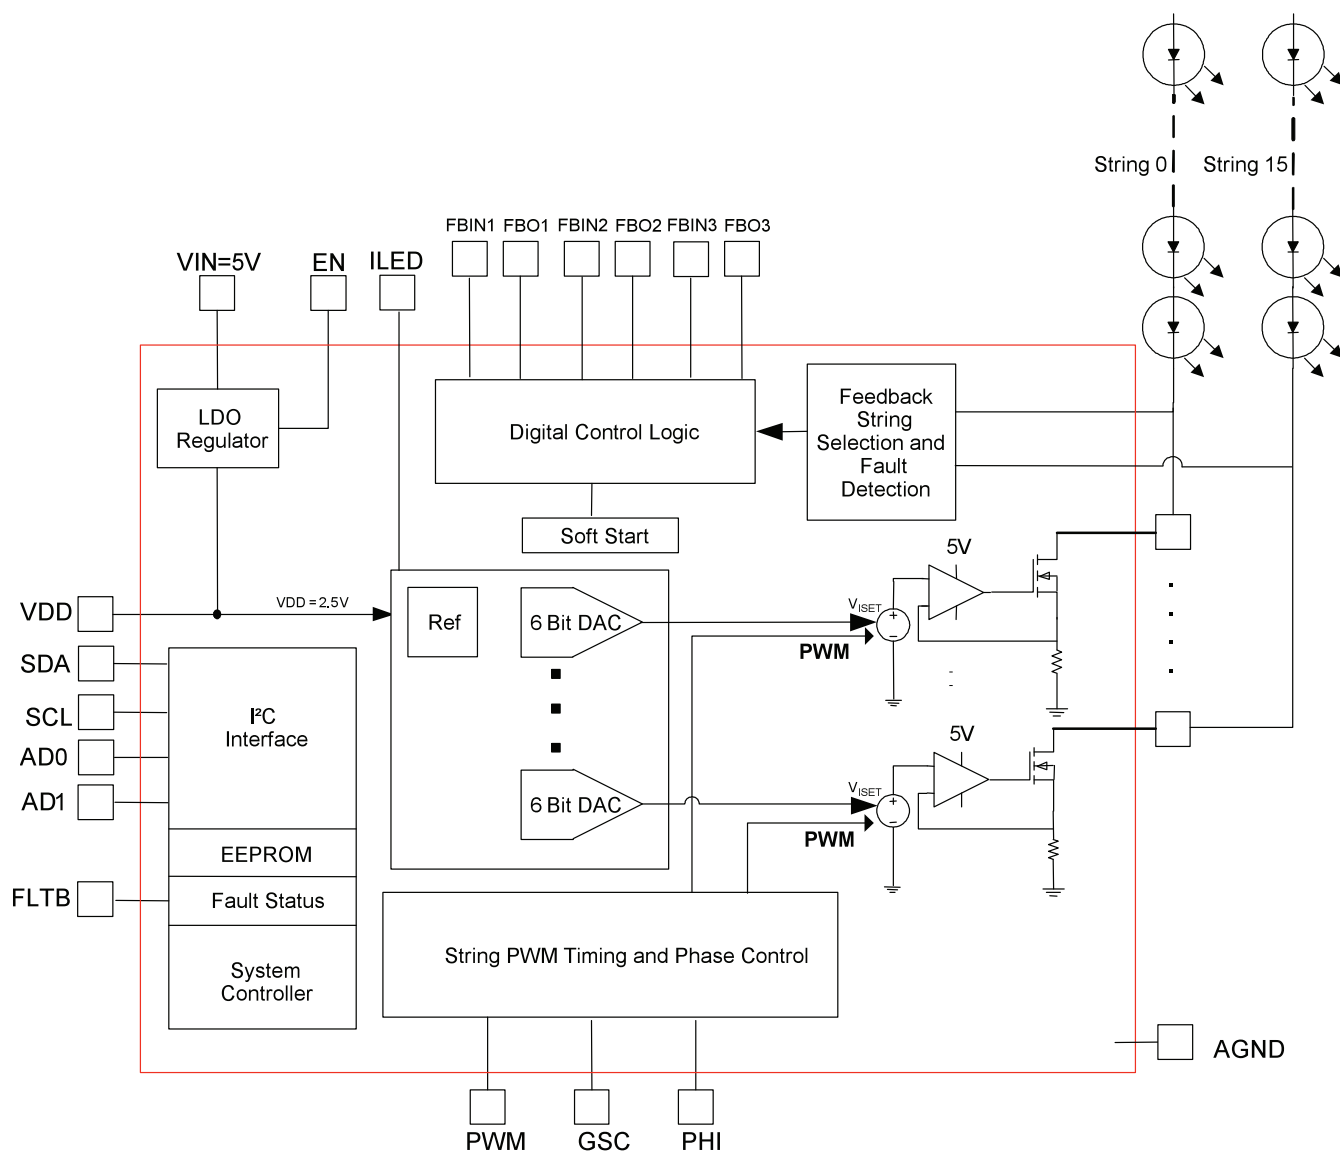 String 0
String 15
FBIN1
FBO1
FBIN2
FBO2
FBIN3
FBO3
VIN=5V
EN
ILED
LDO
Regulator
Digital Control Logic
Feedback
String
Selection and
Fault
Detection
Soft Start
5V
VDD
VDD = 2.5V
Ref
6 Bit DAC
VISET
PWM
SDA
SCL
AD0
AD1
I²C
Interface
5V
6 Bit DAC
VISET
PWM
EEPROM
FLTB
Fault Status
System
Controller
String PWM Timing and Phase Control
AGND
PWM
GSC
PHI